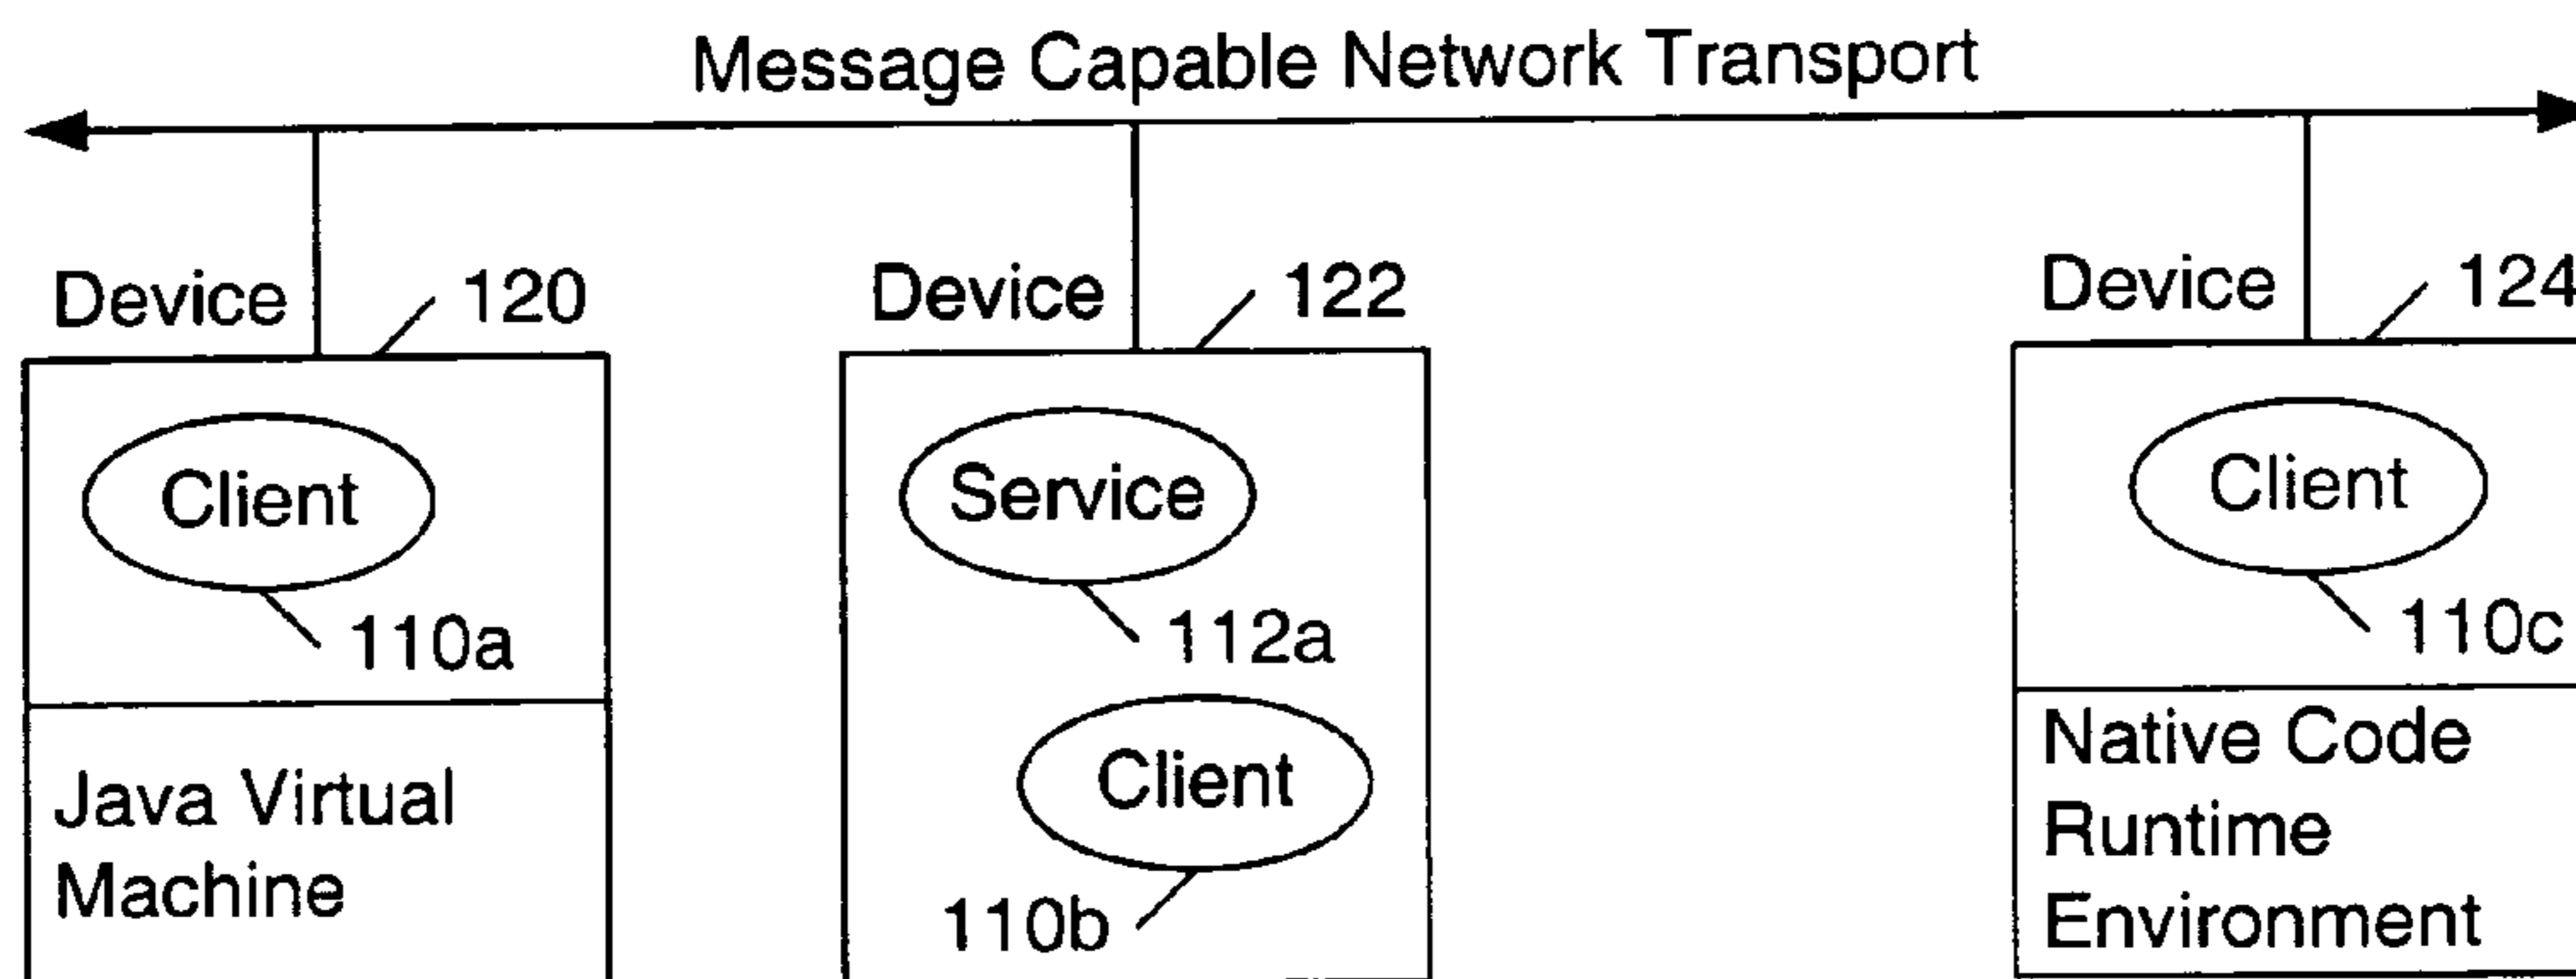 Message Capable Network Transport
Device
120
Device
122
Device
124
Client
110a
Service
112a
Client
110b
Client
110c
Java Virtual
Machine
Native Code
Runtime
Environment